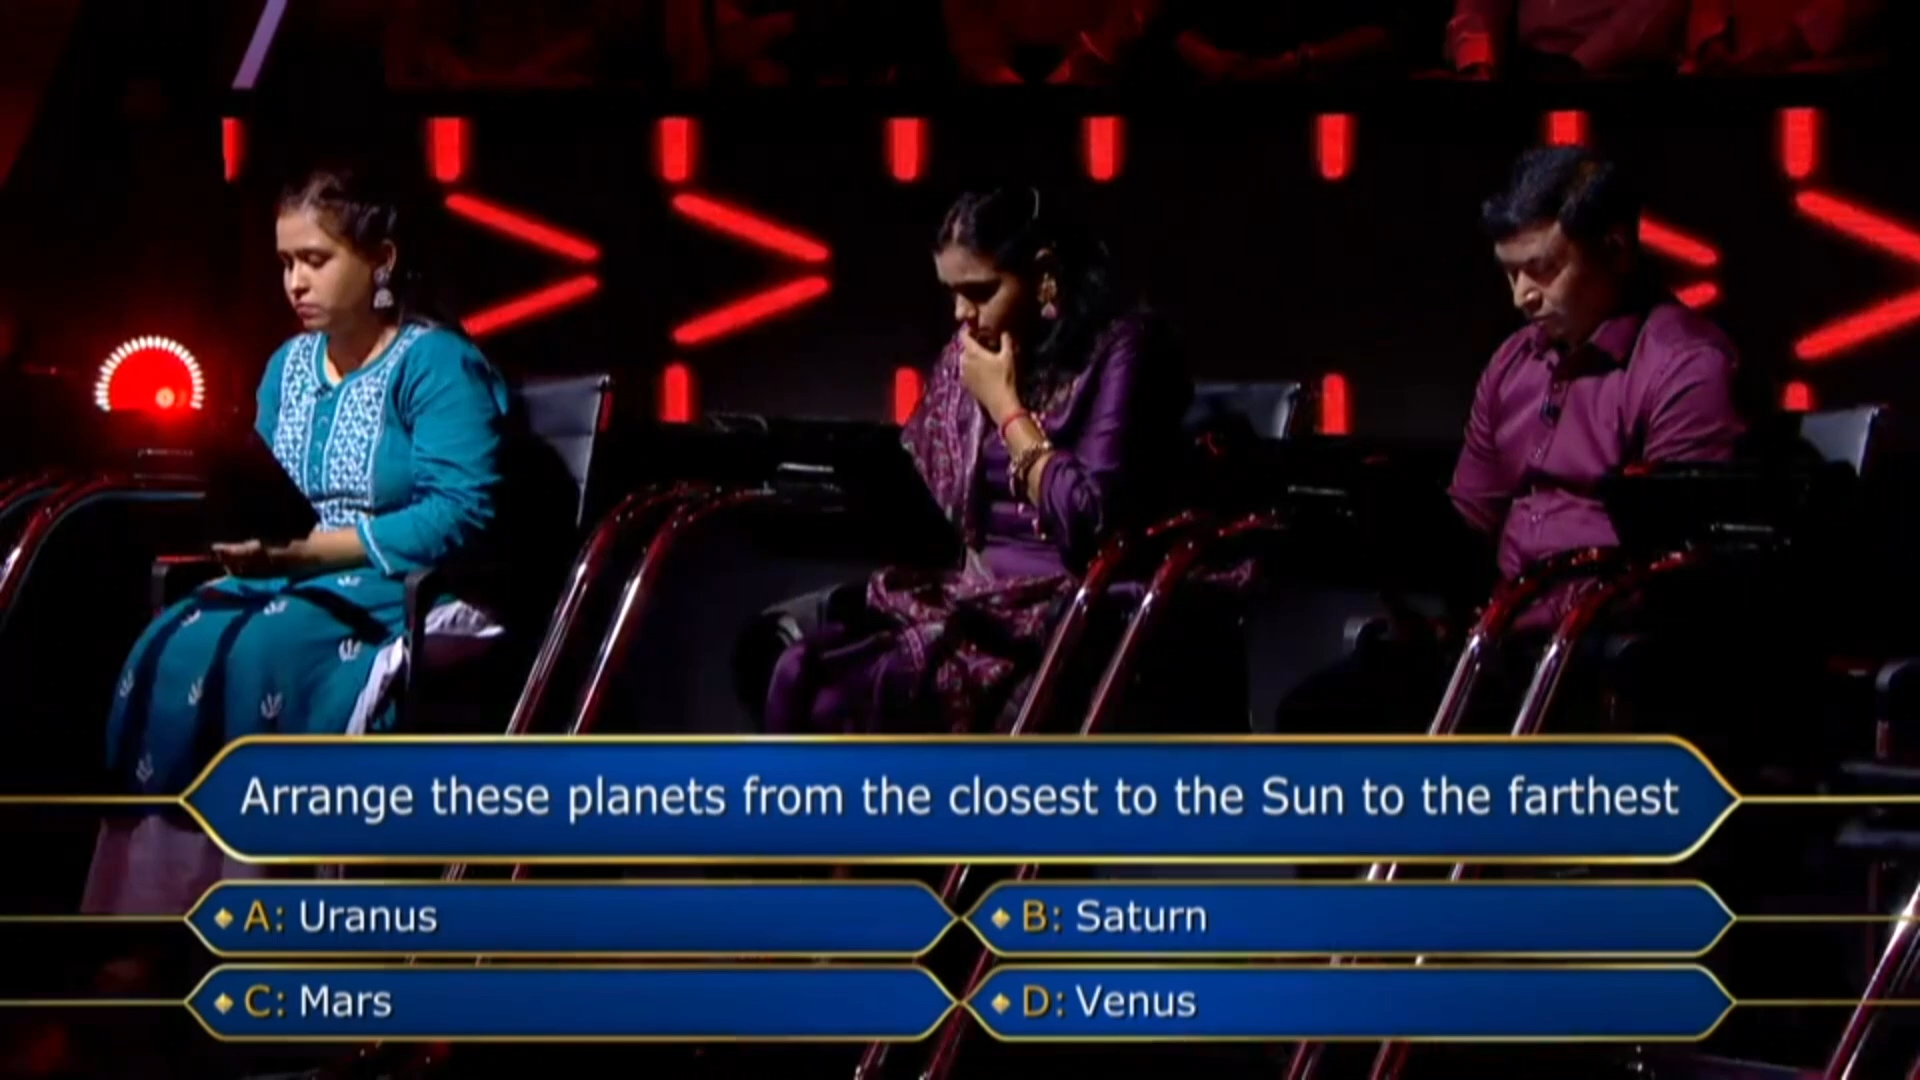 Arrange these planets from the closest to the Sun to the farthest
A: Uranus
B: Saturn
C: Mars
D: Venus